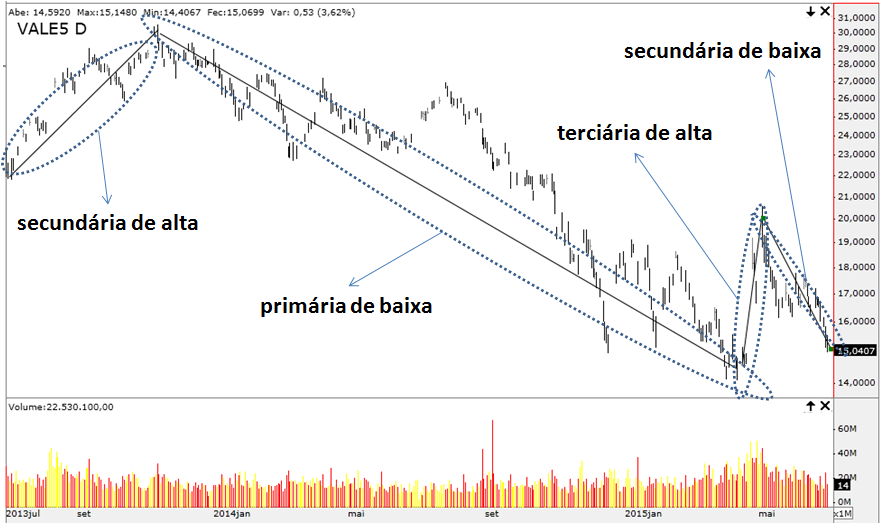 Abe: 14,5920 Max:15,1480 Min:14,4067 Fec:15,0699 Var: 0,53 (3,62%)
VALE5 D
secundária de baixa
terciária de alta
secundária de alta
primária de baixa
31,0000
30,0000
29,0000
28,0000
27,0000
26,0000
25,0000
24,0000
23,0000
22,0000
21,0000
20,0000
19,0000
18,0000
17,0000
16,0000
15,0407
14,0000
Volume:22.530.100,00
60M
40M
20M
14
0M
x1M
2013jul set 2014jan mai set 2015jan mai